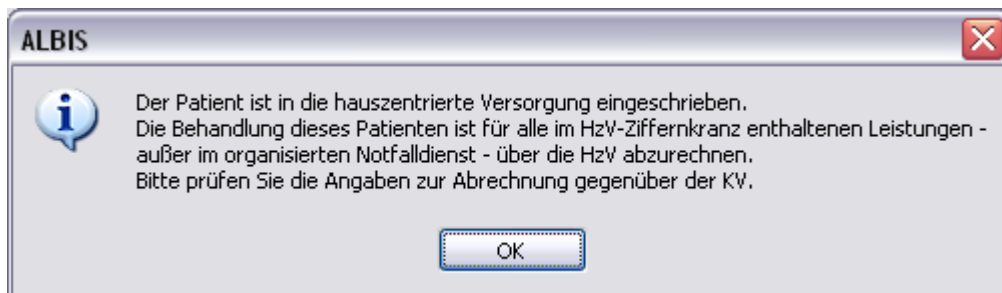 ALBIS
Der Patient ist in die hauszentrierte Versorgung eingeschrieben.
Die Behandlung dieses Patienten ist für alle im HzV-Ziffernkranz enthaltenen Leistungen -
außer im organisierten Notfalldienst - über die HzV abzurechnen.
Bitte prüfen Sie die Angaben zur Abrechnung gegenüber der KV.
OK